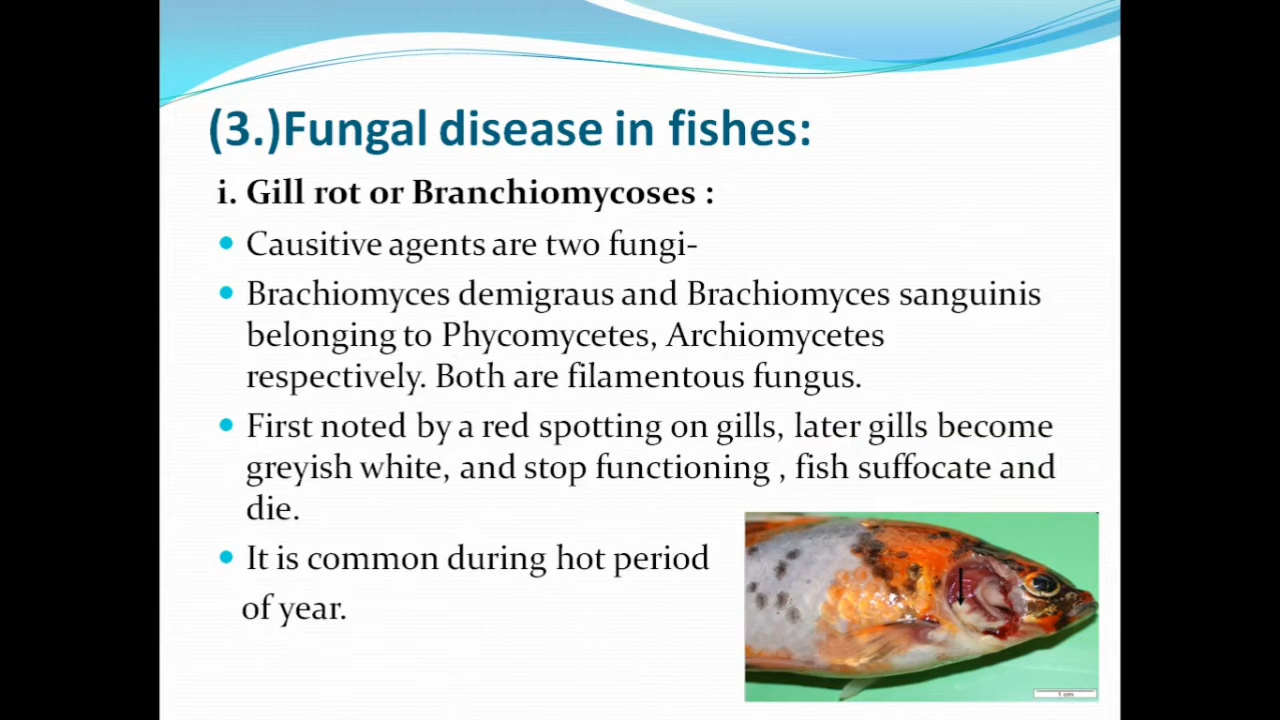 (3.)Fungal disease in fishes:
i. Gill rot or Branchiomycoses :
Causitive agents are two fungi-
Brachiomyces demigraus and Brachiomyces sanguinis
belonging to Phycomycetes, Archiomycetes
respectively. Both are filamentous fungus.
First noted by a red spotting on gills, later gills become
greyish white, and stop functioning , fish suffocate and
die.
It is common during hot period
of year.
1 cm